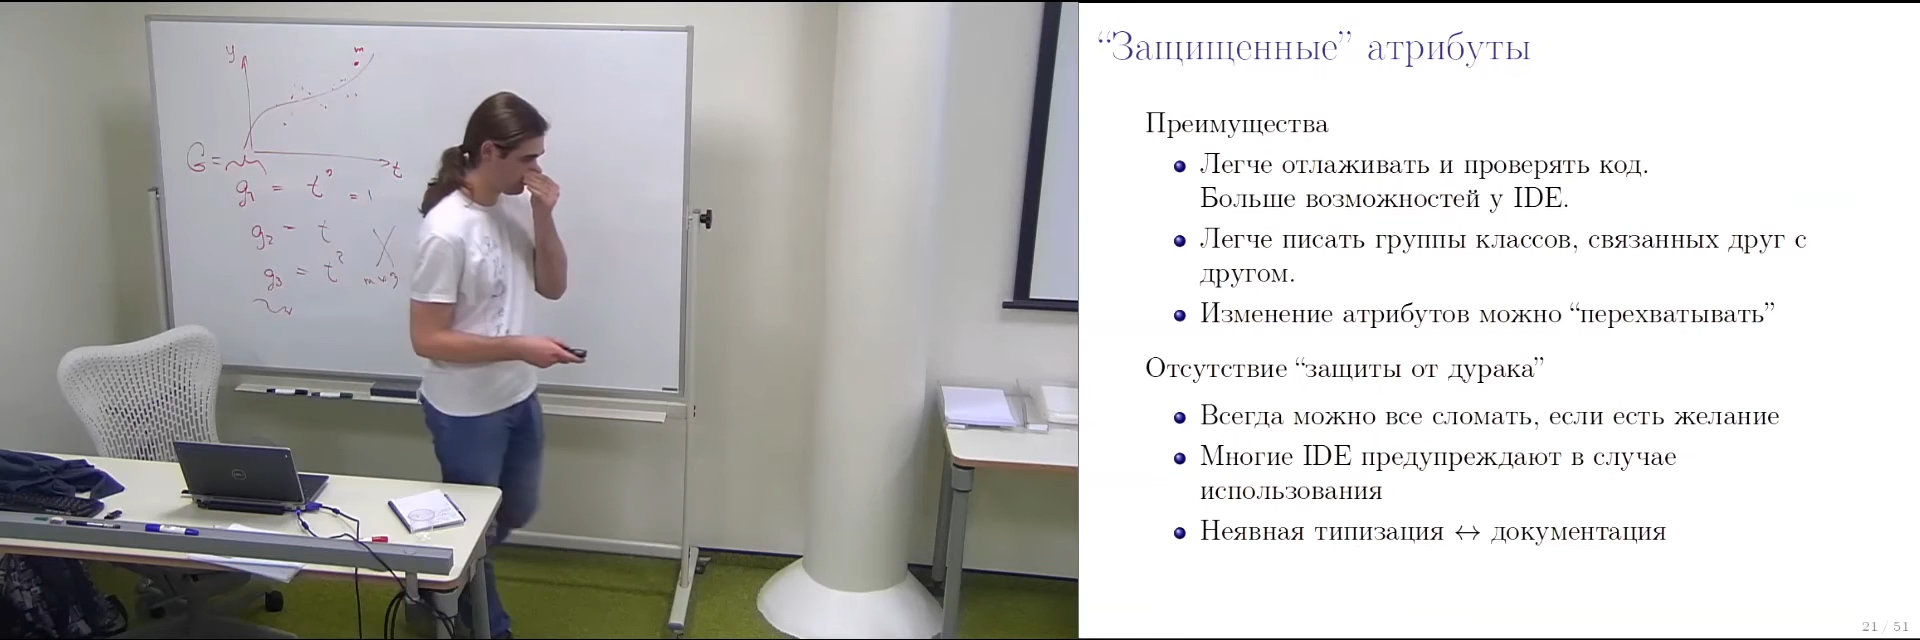 y
m
G =
t
g₁ = t⁰ = 1
g₂ = t
g₃ = t²
DELL
“Защищенные” атрибуты
Преимущества
Легче отлаживать и проверять код.
Больше возможностей у IDE.
Легче писать группы классов, связанных друг с
другом.
Изменение атрибутов можно “перехватывать”
Отсутствие “защиты от дурака”
Всегда можно все сломать, если есть желание
Многие IDE предупреждают в случае
использования
Неявная типизация ↔ документация
21 / 51